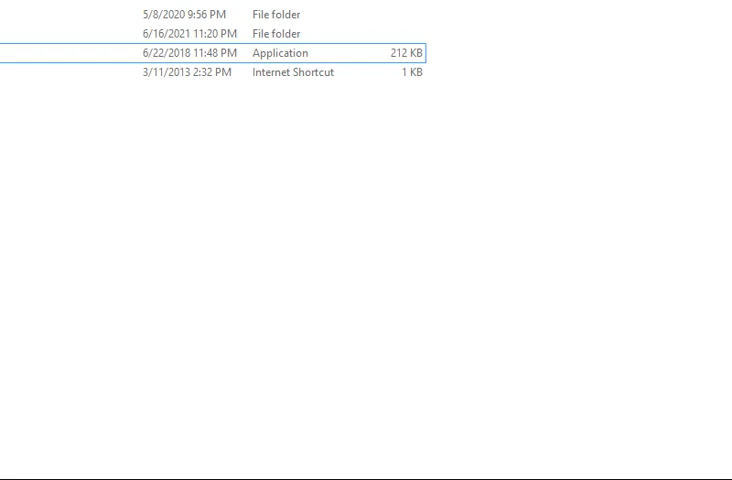 5/8/2020 9:56 PM File folder
6/16/2021 11:20 PM File folder
6/22/2018 11:48 PM Application 212 KB
3/11/2013 2:32 PM Internet Shortcut 1 KB